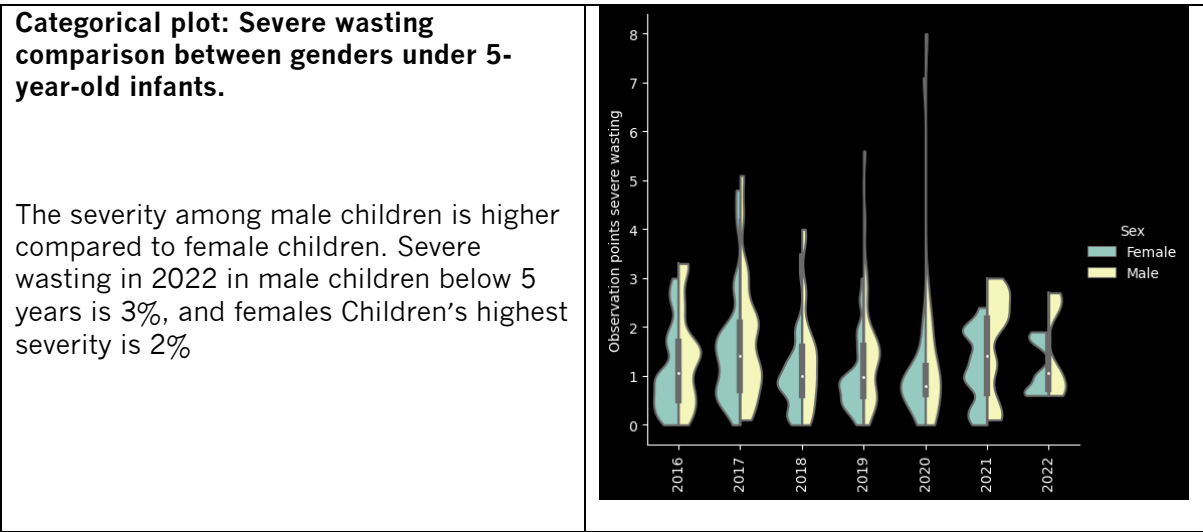 Categorical plot: Severe wasting
comparison between genders under 5-
year-old infants.
The severity among male children is higher
compared to female children. Severe
wasting in 2022 in male children below 5
years is 3%, and females Children's highest
severity is 2%
Observation points severe wasting
8
7
6
5
4
3
2
1
0
2016
2017
2018
2019
2020
2021
2022
Sex
Female
Male